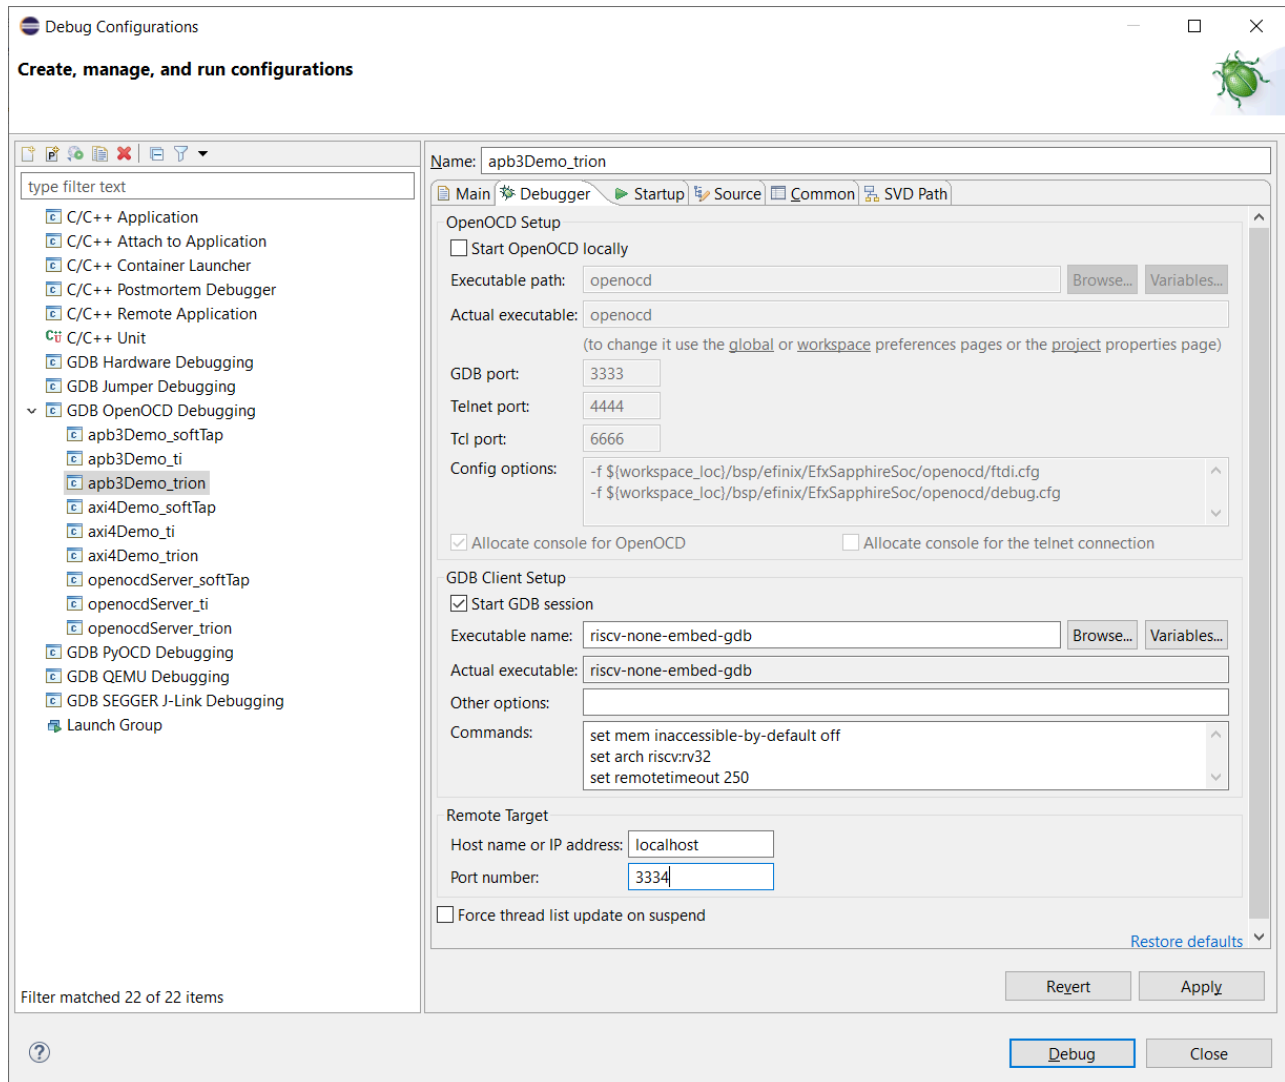 Debug Configurations
Create, manage, and run configurations
type filter text
C/C++ Application
C/C++ Attach to Application
C/C++ Container Launcher
C/C++ Postmortem Debugger
C/C++ Remote Application
C/C++ Unit
GDB Hardware Debugging
GDB Jumper Debugging
GDB OpenOCD Debugging
apb3Demo_softTap
apb3Demo_ti
apb3Demo_trion
axi4Demo_softTap
axi4Demo_ti
axi4Demo_trion
openocdServer_softTap
openocdServer_ti
openocdServer_trion
GDB PyOCD Debugging
GDB QEMU Debugging
GDB SEGGER J-Link Debugging
Launch Group
Filter matched 22 of 22 items
Name: apb3Demo_trion
Main Debugger Startup Source Common SVD Path
OpenOCD Setup
Start OpenOCD locally
Executable path: openocd Browse... Variables...
Actual executable: openocd
(to change it use the global or workspace preferences pages or the project properties page)
GDB port: 3333
Telnet port: 4444
Tcl port: 6666
Config options: -f ${workspace_loc}/bsp/efinix/EfxSapphireSoc/openocd/ftdi.cfg
-f ${workspace_loc}/bsp/efinix/EfxSapphireSoc/openocd/debug.cfg
Allocate console for OpenOCD Allocate console for the telnet connection
GDB Client Setup
Start GDB session
Executable name: riscv-none-embed-gdb Browse... Variables...
Actual executable: riscv-none-embed-gdb
Other options:
Commands: set mem inaccessible-by-default off
set arch riscv:rv32
set remotetimeout 250
Remote Target
Host name or IP address: localhost
Port number: 3334
Force thread list update on suspend
Restore defaults
Revert Apply
Debug Close